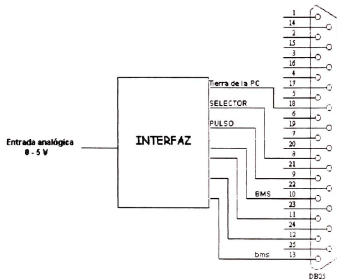 1
14
2
15
3
16
4
Tierra de la PC
17
5
SELECTOR
18
6
PULSO
19
7
Entrada analógica
0 - 5 V
INTERFAZ
20
8
21
9
22
BMS
10
23
11
24
12
25
bms
13
DB25